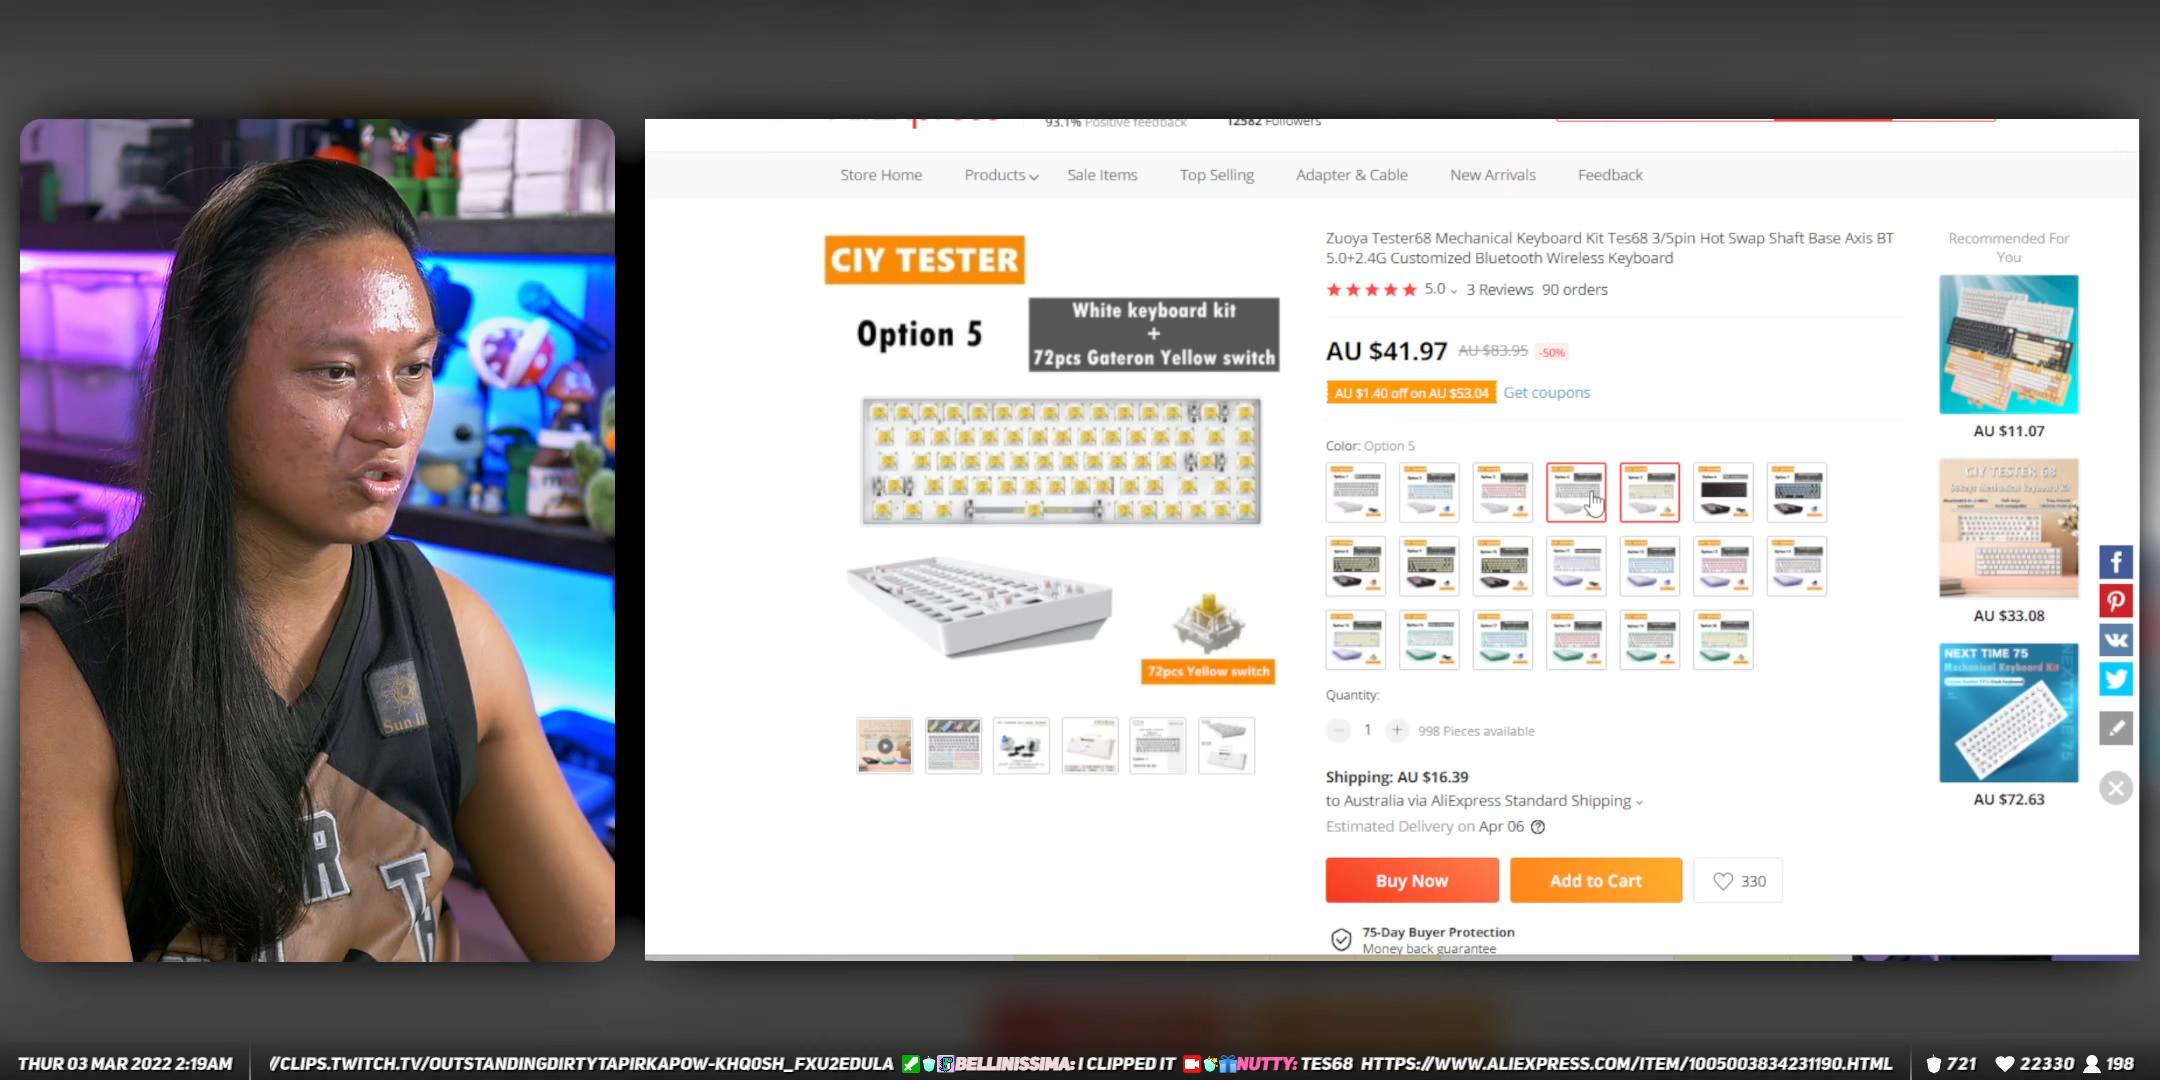 93.1% Positive feedback
12582 Followers
Store Home
Products
Sale Items
Top Selling
Adapter & Cable
New Arrivals
Feedback
CIY TESTER
Option 5
White keyboard kit
+
72pcs Gateron Yellow switch
72pcs Yellow switch
Zuoya Tester68 Mechanical Keyboard Kit Tes68 3/5pin Hot Swap Shaft Base Axis BT
5.0+2.4G Customized Bluetooth Wireless Keyboard
5.0
3 Reviews
90 orders
AU $41.97
AU $83.95
-50%
AU $1.40 off on AU $53.04
Get coupons
Color: Option 5
Quantity:
1
998 Pieces available
Shipping: AU $16.39
to Australia via AliExpress Standard Shipping
Estimated Delivery on Apr 06
Buy Now
Add to Cart
330
75-Day Buyer Protection
Money back guarantee
Recommended For
You
AU $11.07
CIY TESTER 68
AU $33.08
NEXT TIME 75
Mechanical Keyboard Kit
NEXT TIME 75
AU $72.63
Sun
THUR 03 MAR 2022 2:19AM
//CLIPS.TWITCH.TV/OUTSTANDINGDIRTYTAPIRKAPOW-KHQ0SH_FXU2EDULA
BELLINISSIMA: I CLIPPED IT
NUTTY: TES68 HTTPS://WWW.ALIEXPRESS.COM/ITEM/1005003834231190.HTML
721
22330
198